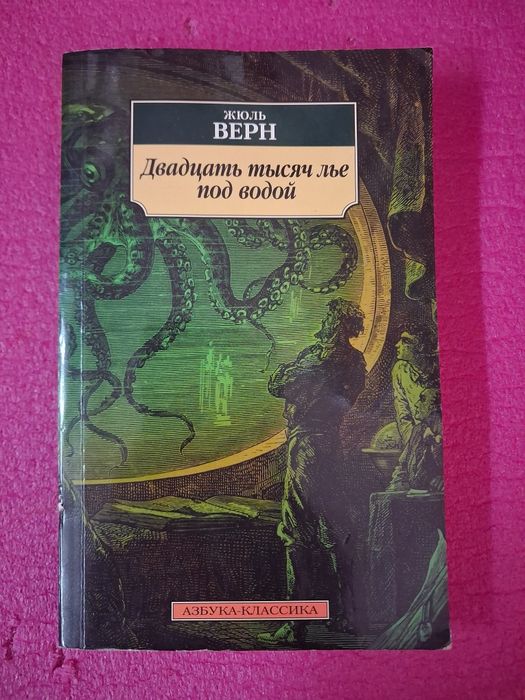 ЖЮЛЬ
ВЕРН
Двадцать тысяч лье
под водой
АЗБУКА-КЛАССИКА